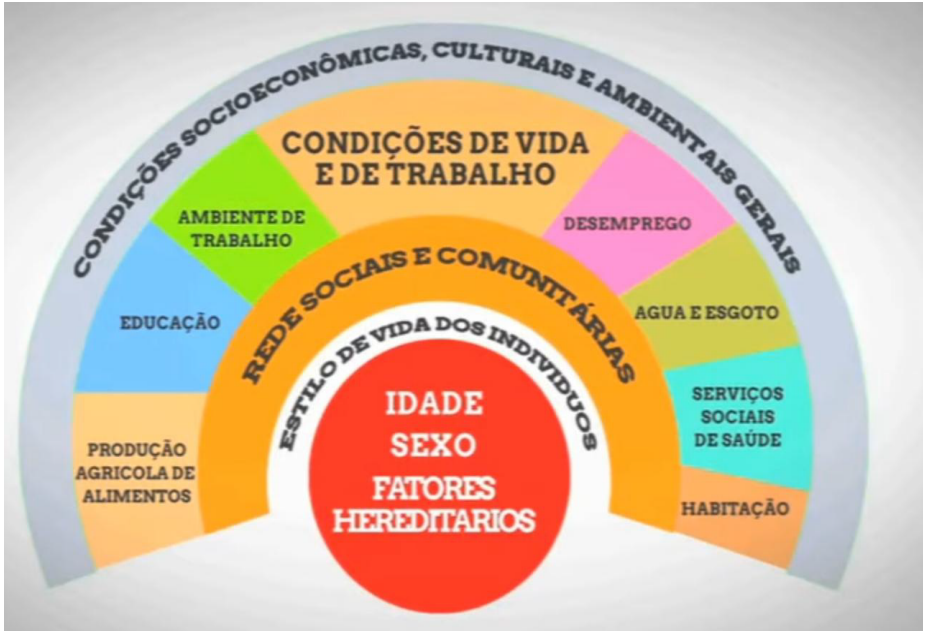 CONDIÇÕES SOCIOECONÔMICAS, CULTURAIS E AMBIENTAIS GERAIS
CONDIÇÕES DE VIDA
E DE TRABALHO
AMBIENTE DE
TRABALHO
DESEMPREGO
EDUCAÇÃO
AGUA E ESGOTO
PRODUÇÃO
AGRICOLA DE
ALIMENTOS
SERVIÇOS
SOCIAIS
DE SAÚDE
HABITAÇÃO
REDE SOCIAIS E COMUNITÁRIAS
ESTILO DE VIDA DOS INDIVIDUOS
IDADE
SEXO
FATORES
HEREDITARIOS